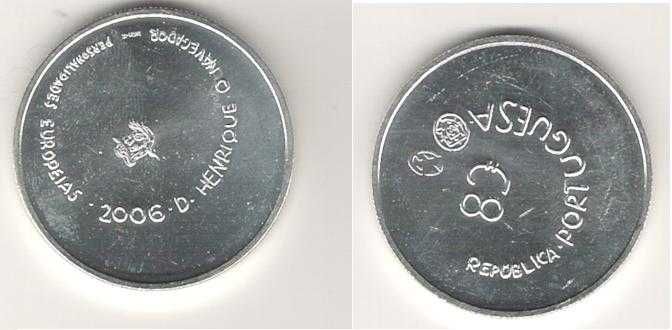 2006 · D. HENRIQUE O NAVEGADOR
PERSONALIDADES EUROPEIAS
REPÚBLICA · PORTUGUESA
€8